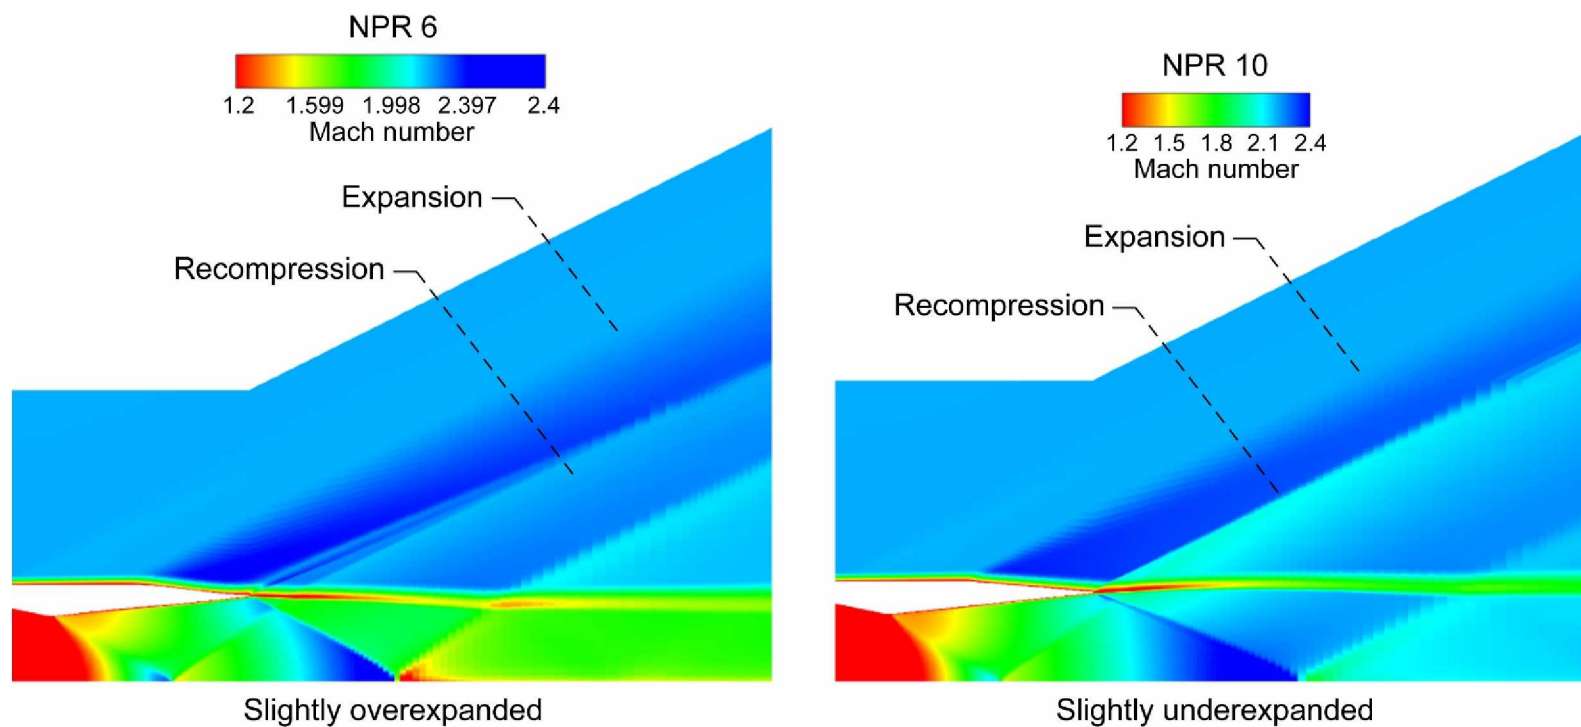 NPR 6
1.2 1.599 1.998 2.397 2.4
Mach number
Expansion
Recompression
Slightly overexpanded
NPR 10
1.2 1.5 1.8 2.1 2.4
Mach number
Expansion
Recompression
Slightly underexpanded